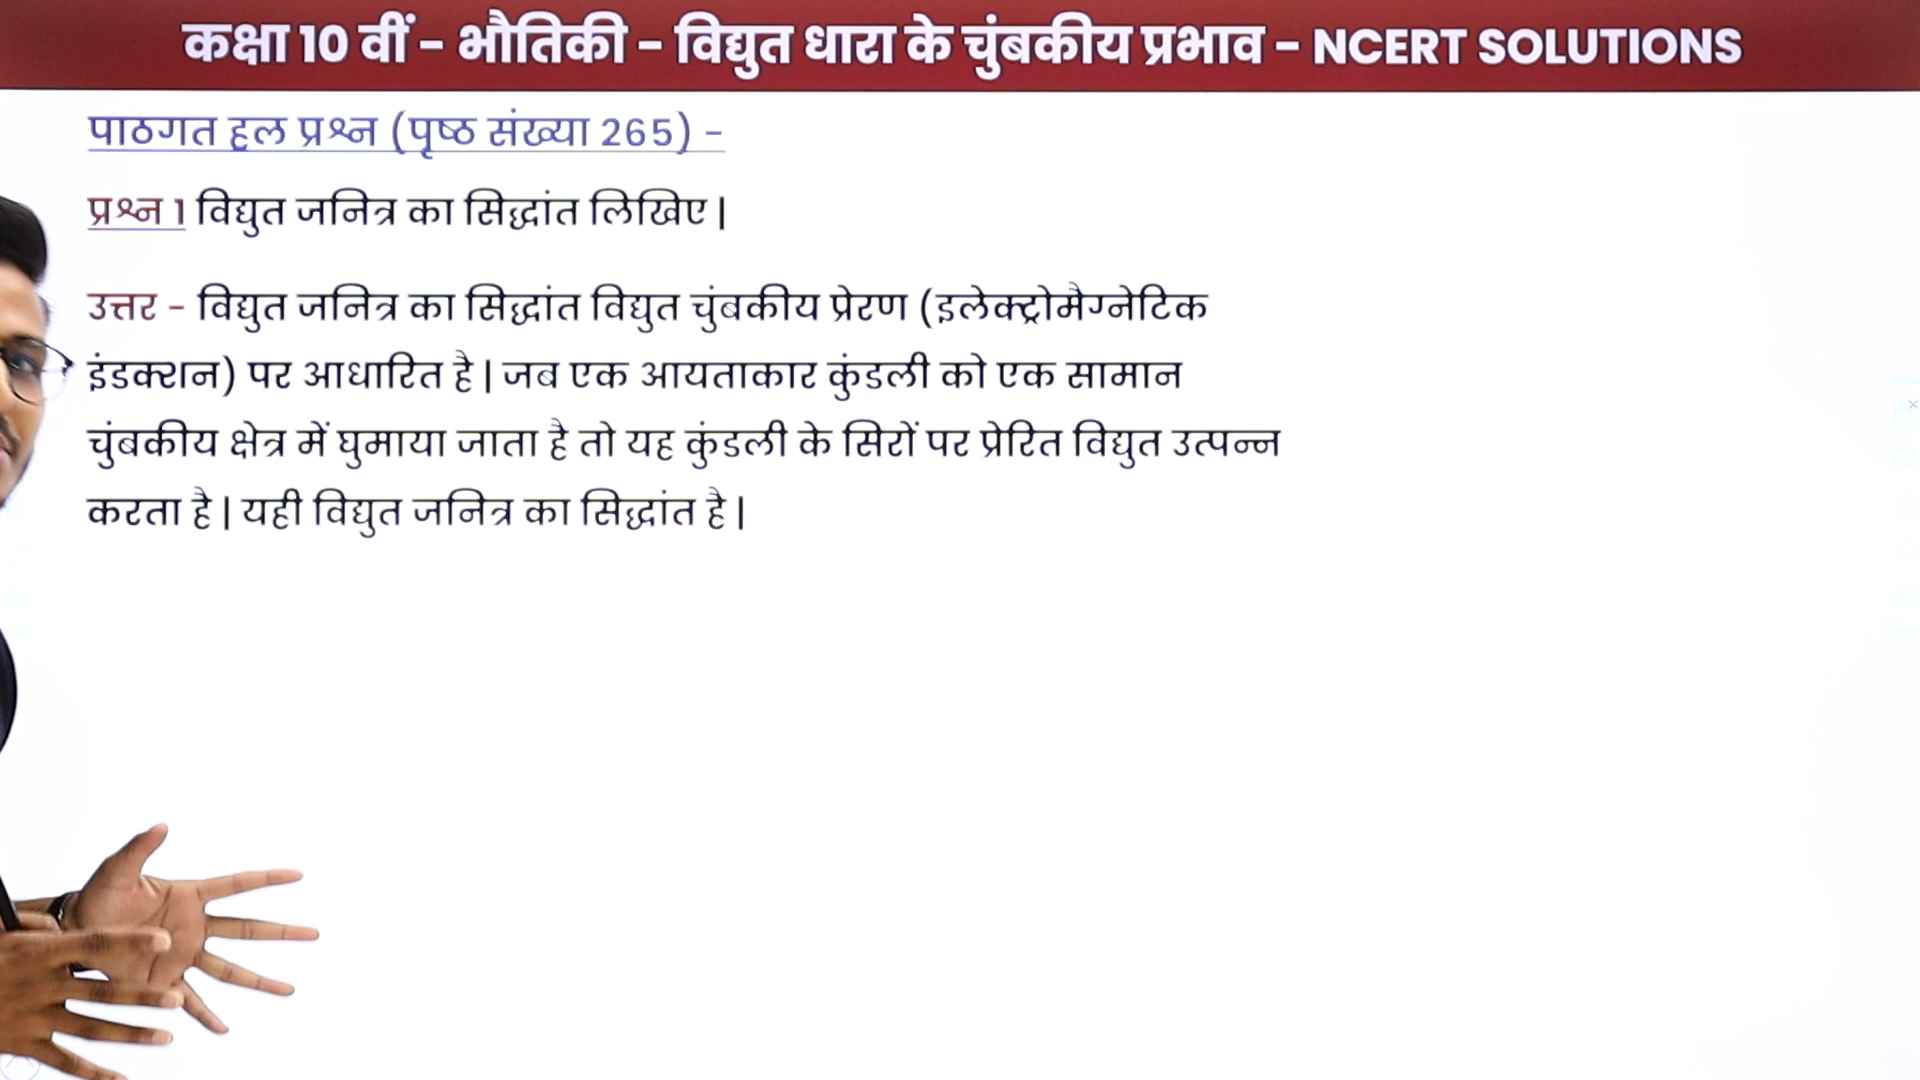 कक्षा 10 वीं - भौतिकी - विद्युत धारा के चुंबकीय प्रभाव - NCERT SOLUTIONS
पाठगत हल प्रश्न (पृष्ठ संख्या 265) -
प्रश्न 1 विद्युत जनित्र का सिद्धांत लिखिए |
उत्तर - विद्युत जनित्र का सिद्धांत विद्युत चुंबकीय प्रेरण (इलेक्ट्रोमैग्नेटिक
इंडक्शन) पर आधारित है | जब एक आयताकार कुंडली को एक सामान
चुंबकीय क्षेत्र में घुमाया जाता है तो यह कुंडली के सिरों पर प्रेरित विद्युत उत्पन्न
करता है | यही विद्युत जनित्र का सिद्धांत है |